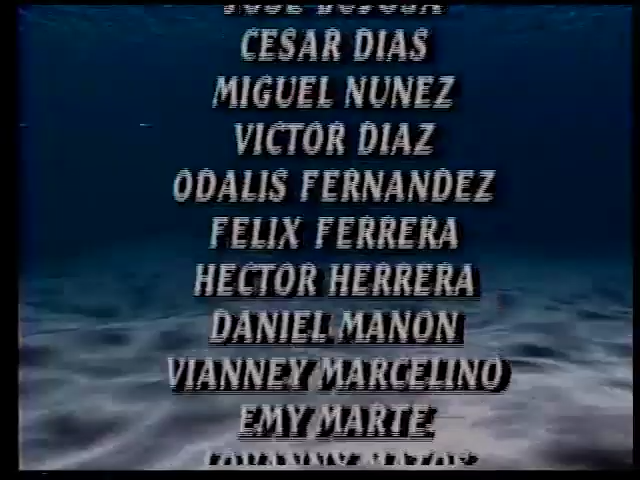 CESAR DIAS
MIGUEL NUNEZ
VICTOR DIAZ
ODALIS FERNANDEZ
FELIX FERRERA
HECTOR HERRERA
DANIEL MANON
VIANNEY MARCELINO
EMY MARTE